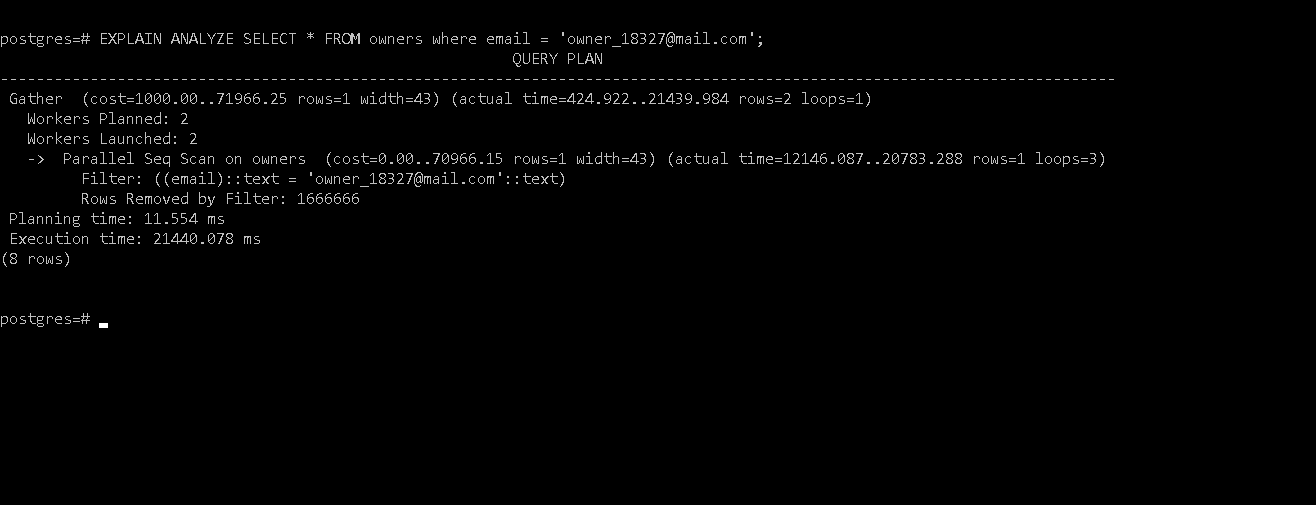 postgres=# EXPLAIN ANALYZE SELECT * FROM owners where email = 'owner_18327@mail.com';
QUERY PLAN
----------------------------------------------------------------------------------------------------------------------------
Gather  (cost=1000.00..71966.25 rows=1 width=43) (actual time=424.922..21439.984 rows=2 loops=1)
Workers Planned: 2
Workers Launched: 2
->  Parallel Seq Scan on owners  (cost=0.00..70966.15 rows=1 width=43) (actual time=12146.087..20783.288 rows=1 loops=3)
Filter: ((email)::text = 'owner_18327@mail.com'::text)
Rows Removed by Filter: 1666666
Planning time: 11.554 ms
Execution time: 21440.078 ms
(8 rows)
postgres=#